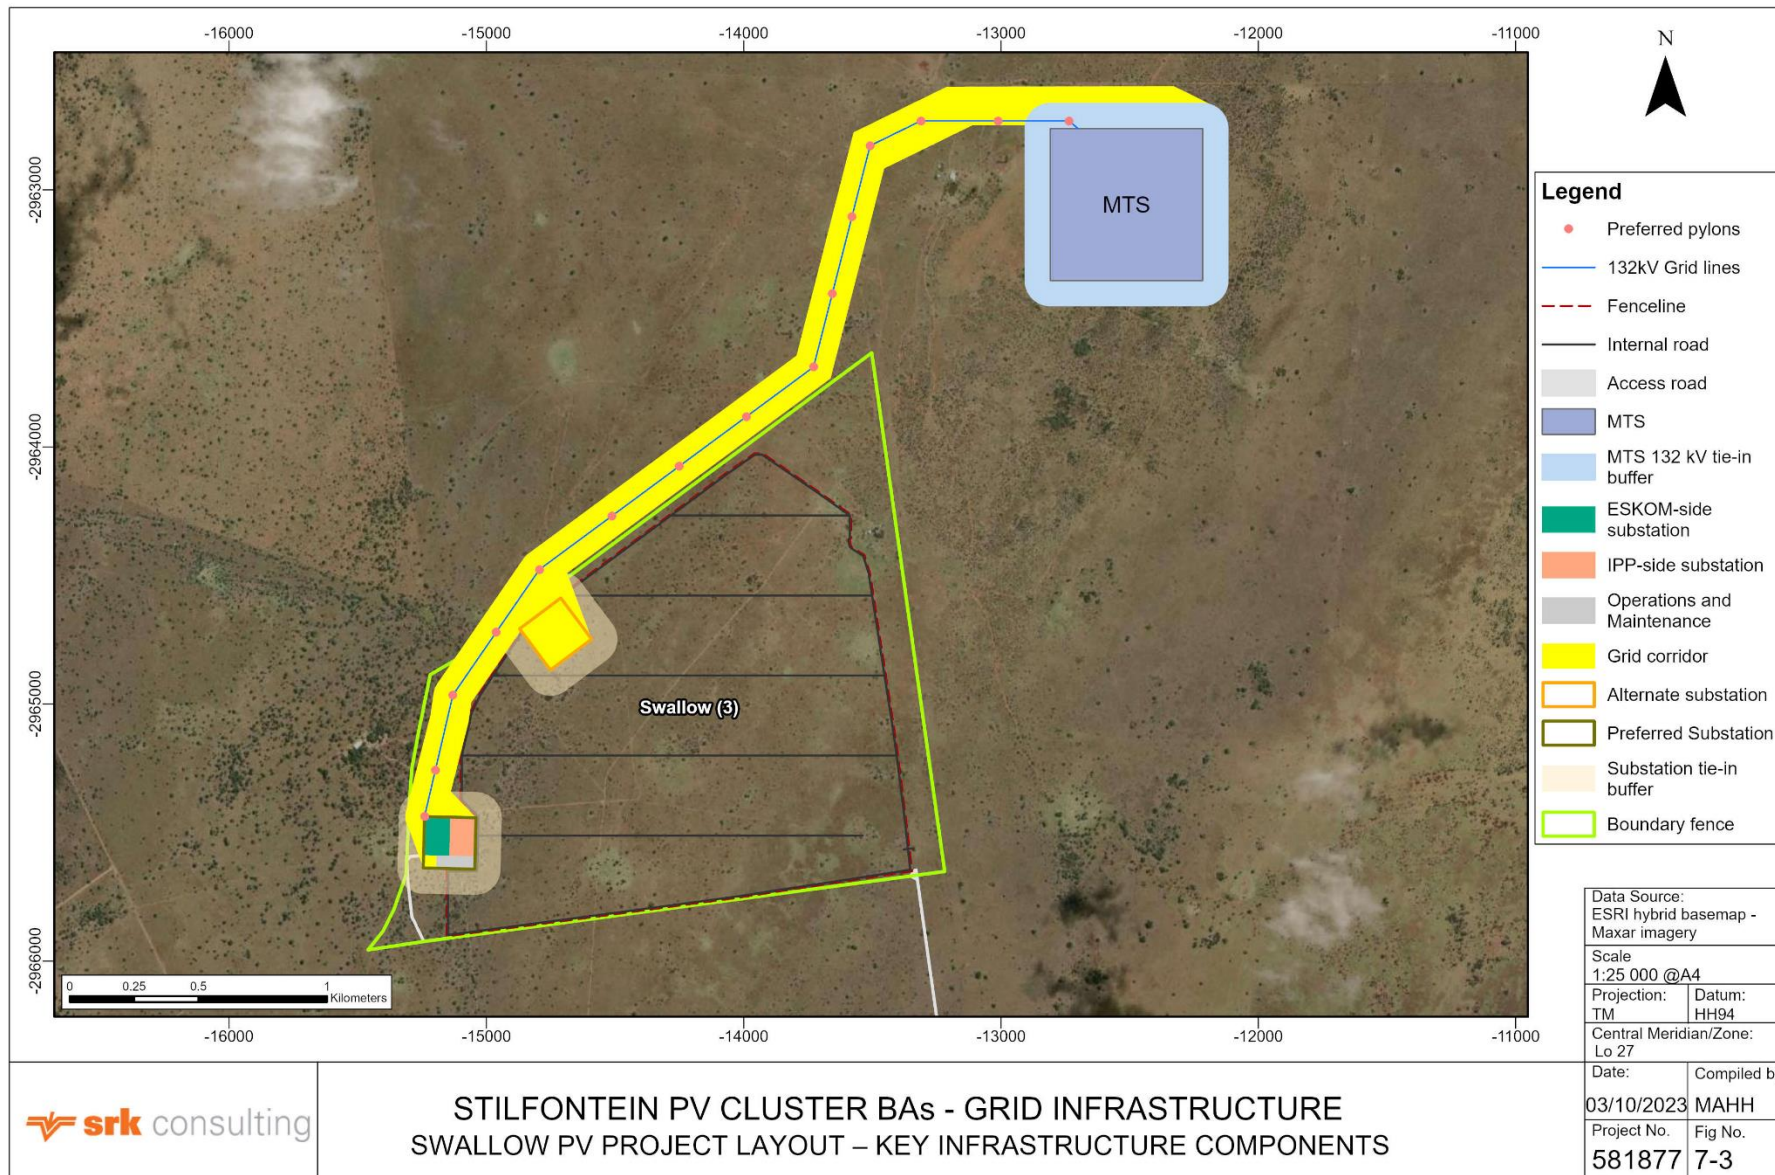 -16000 -15000 -14000 -13000 -12000 -11000
N
-2963000
-2964000
-2965000
-2966000
MTS
Swallow (3)
0 0.25 0.5 1
Kilometers
-16000 -15000 -14000 -13000 -12000 -11000
Legend
Preferred pylons
132kV Grid lines
Fenceline
Internal road
Access road
MTS
MTS 132 kV tie-in
buffer
ESKOM-side
substation
IPP-side substation
Operations and
Maintenance
Grid corridor
Alternate substation
Preferred Substation
Substation tie-in
buffer
Boundary fence
Data Source:
ESRI hybrid basemap -
Maxar imagery
Scale
1:25 000 @A4
Projection: Datum:
TM HH94
Central Meridian/Zone:
Lo 27
Date: Compiled b
03/10/2023 MAHH
Project No. Fig No.
581877 7-3
srk consulting
STILFONTEIN PV CLUSTER BAs - GRID INFRASTRUCTURE
SWALLOW PV PROJECT LAYOUT – KEY INFRASTRUCTURE COMPONENTS